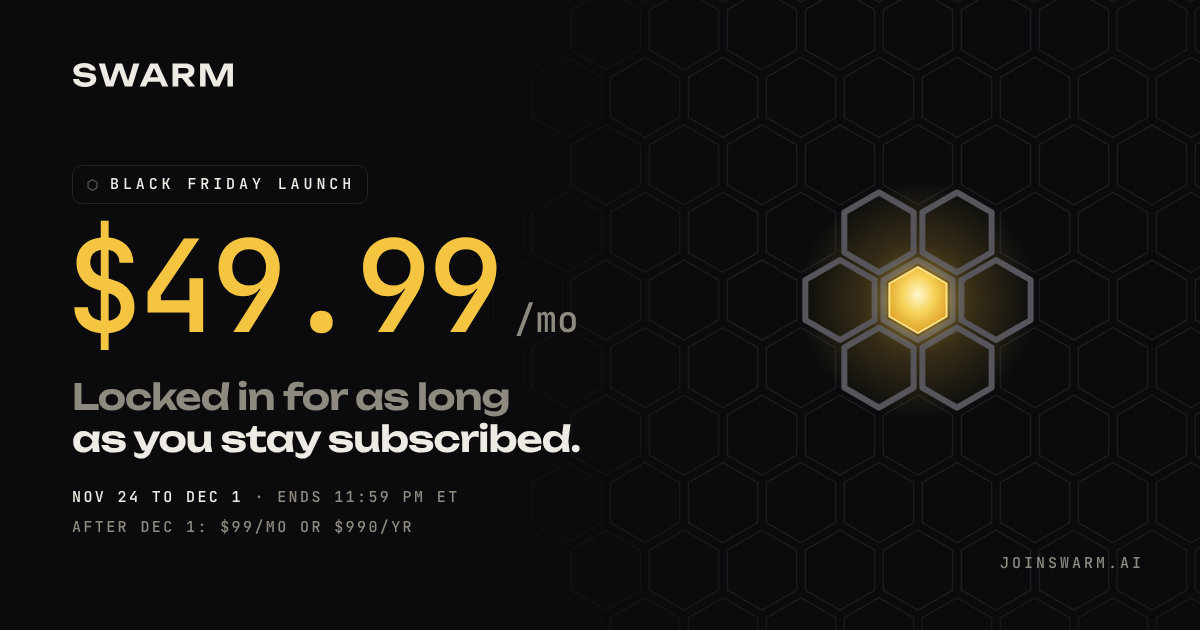 SWARM
BLACK FRIDAY LAUNCH
$49.99/mo
Locked in for as long
as you stay subscribed.
NOV 24 TO DEC 1 · ENDS 11:59 PM ET
AFTER DEC 1: $99/MO OR $990/YR
JOINSWARM.AI